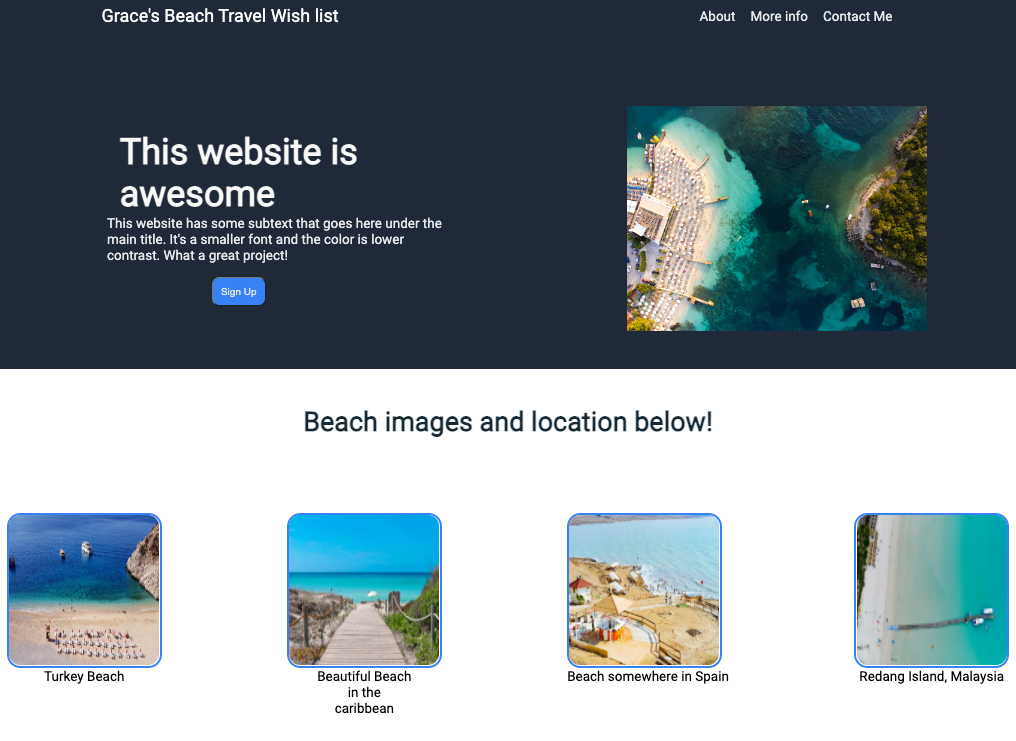 Grace's Beach Travel Wish list
About More info Contact Me
This website is
awesome
This website has some subtext that goes here under the
main title. It's a smaller font and the color is lower
contrast. What a great project!
Sign Up
Beach images and location below!
Turkey Beach
Beautiful Beach
in the
caribbean
Beach somewhere in Spain
Redang Island, Malaysia